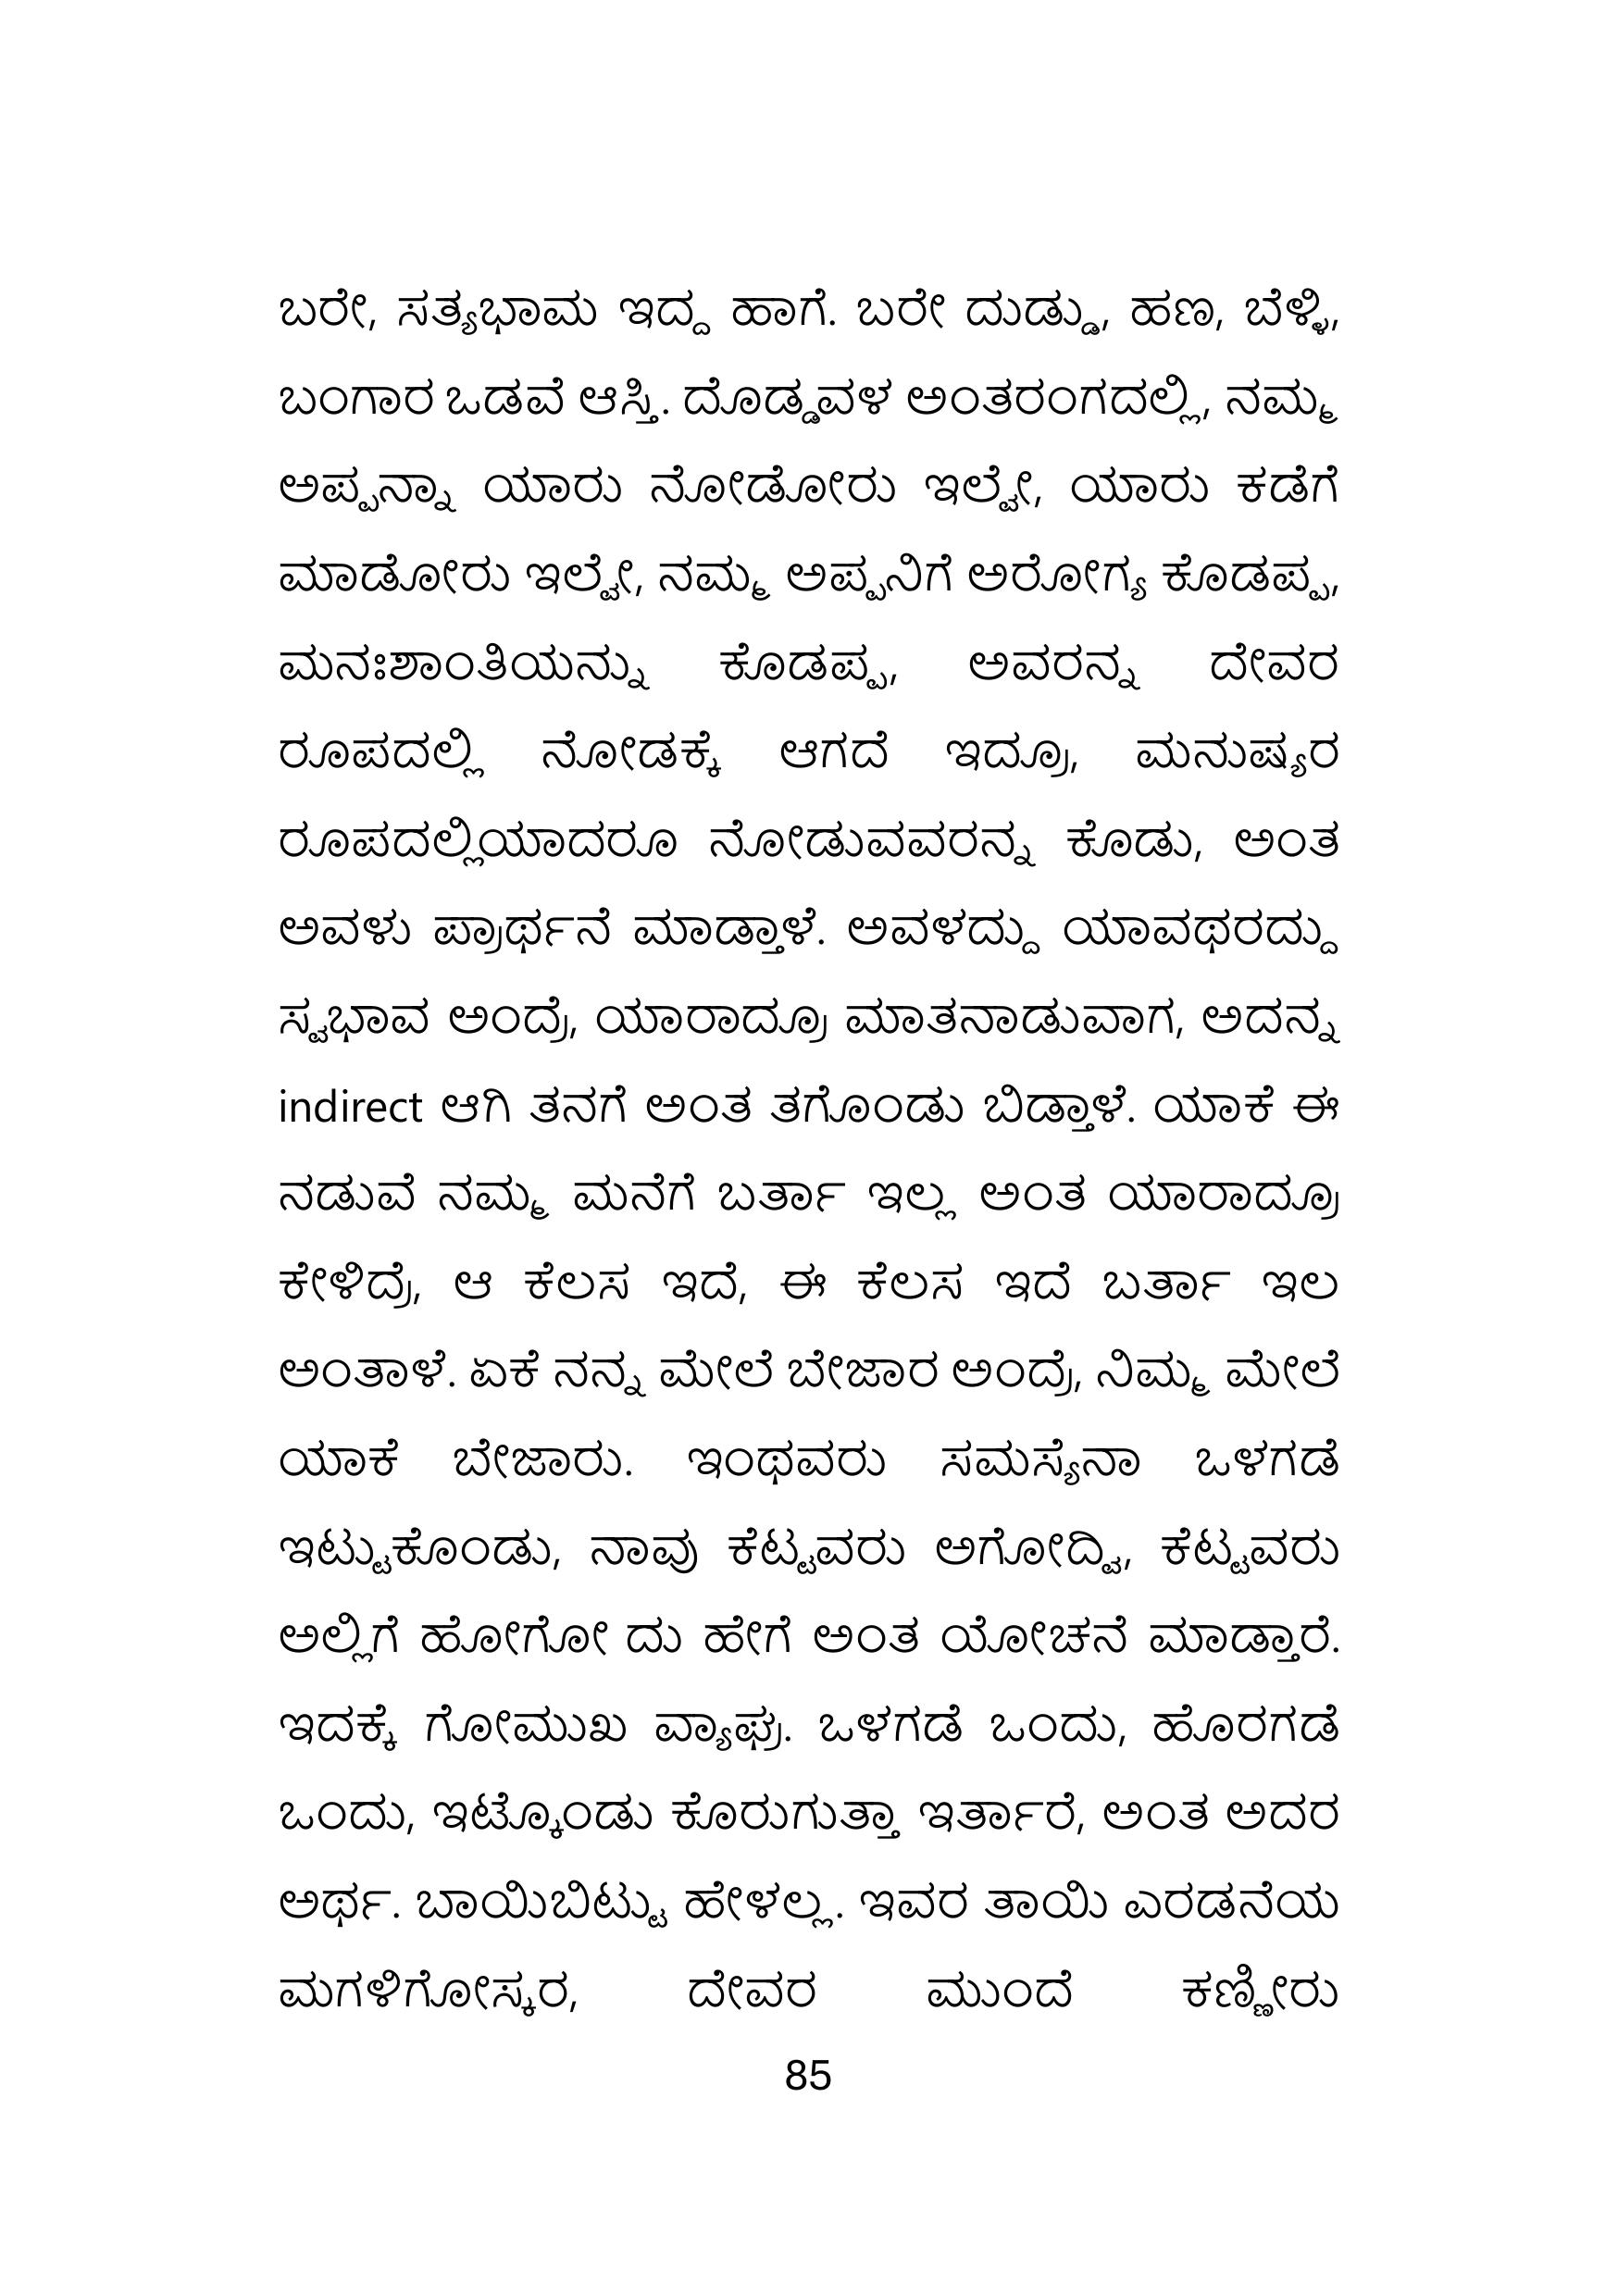 ಬರೇ, ಸತ್ಯಭಾಮ ಇದ್ದ ಹಾಗೆ. ಬರೇ ದುಡ್ಡು, ಹಣ, ಬೆಳ್ಳಿ,
ಬಂಗಾರ ಒಡವೆ ಆಸ್ತಿ. ದೊಡ್ಡವಳ ಅಂತರಂಗದಲ್ಲಿ, ನಮ್ಮ
ಅಪ್ಪನ್ನಾ ಯಾರು ನೋಡೋರು ಇಲ್ವೇ, ಯಾರು ಕಡೆಗೆ
ಮಾಡೋರು ಇಲ್ವೇ, ನಮ್ಮ ಅಪ್ಪನಿಗೆ ಅರೋಗ್ಯ ಕೊಡಪ್ಪ,
ಮನಃಶಾಂತಿಯನ್ನು ಕೊಡಪ್ಪ, ಅವರನ್ನ ದೇವರ
ರೂಪದಲ್ಲಿ ನೋಡಕ್ಕೆ ಆಗದೆ ಇದ್ರೂ, ಮನುಷ್ಯರ
ರೂಪದಲ್ಲಿಯಾದರೂ ನೋಡುವವರನ್ನ ಕೊಡು, ಅಂತ
ಅವಳು ಪ್ರಾರ್ಥನೆ ಮಾಡ್ತಾಳೆ. ಅವಳದ್ದು ಯಾವಥರದ್ದು
ಸ್ವಭಾವ ಅಂದ್ರೆ, ಯಾರಾದ್ರೂ ಮಾತನಾಡುವಾಗ, ಅದನ್ನ
indirect ಆಗಿ ತನಗೆ ಅಂತ ತಗೊಂಡು ಬಿಡ್ತಾಳೆ. ಯಾಕೆ ಈ
ನಡುವೆ ನಮ್ಮ ಮನೆಗೆ ಬರ್ತಾ ಇಲ್ಲ ಅಂತ ಯಾರಾದ್ರೂ
ಕೇಳಿದ್ರೆ, ಆ ಕೆಲಸ ಇದೆ, ಈ ಕೆಲಸ ಇದೆ ಬರ್ತಾ ಇಲ
ಅಂತಾಳೆ. ಏಕೆ ನನ್ನ ಮೇಲೆ ಬೇಜಾರ ಅಂದ್ರೆ, ನಿಮ್ಮ ಮೇಲೆ
ಯಾಕೆ ಬೇಜಾರು. ಇಂಥವರು ಸಮಸ್ಯೆನಾ ಒಳಗಡೆ
ಇಟ್ಟುಕೊಂಡು, ನಾವು ಕೆಟ್ಟವರು ಅಗೋದ್ವಿ, ಕೆಟ್ಟವರು
ಅಲ್ಲಿಗೆ ಹೋಗೋ ದು ಹೇಗೆ ಅಂತ ಯೋಚನೆ ಮಾಡ್ತಾರೆ.
ಇದಕ್ಕೆ ಗೋಮುಖ ವ್ಯಾಘ್ರ. ಒಳಗಡೆ ಒಂದು, ಹೊರಗಡೆ
ಒಂದು, ಇಟ್ಕೊಂಡು ಕೊರುಗುತ್ತಾ ಇರ್ತಾರೆ, ಅಂತ ಅದರ
ಅರ್ಥ. ಬಾಯಿಬಿಟ್ಟು ಹೇಳಲ್ಲ. ಇವರ ತಾಯಿ ಎರಡನೆಯ
ಮಗಳಿಗೋಸ್ಕರ, ದೇವರ ಮುಂದೆ ಕಣ್ಣೀರು
85